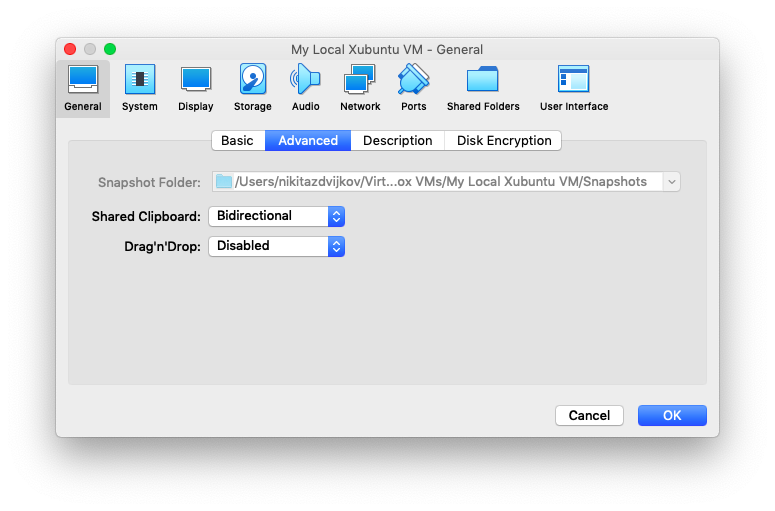 My Local Xubuntu VM - General
General System Display Storage Audio Network Ports Shared Folders User Interface
Basic Advanced Description Disk Encryption
Snapshot Folder: /Users/nikitazdvijkov/Virt...ox VMs/My Local Xubuntu VM/Snapshots
Shared Clipboard: Bidirectional
Drag'n'Drop: Disabled
Cancel OK